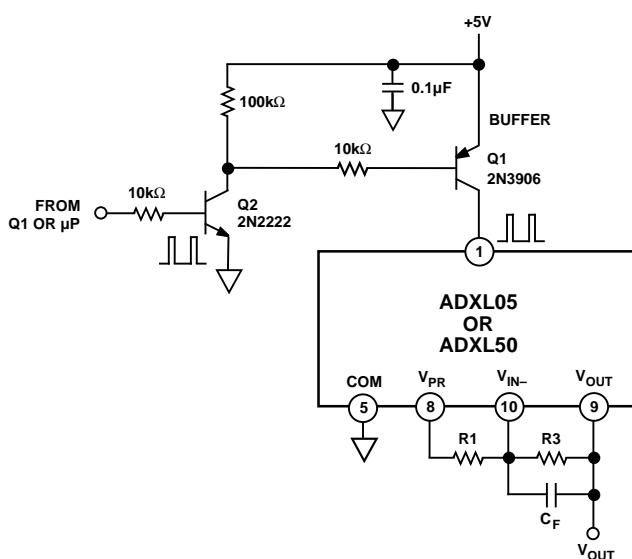 +5V
0.1µF
100kΩ
BUFFER
10kΩ
Q1
2N3906
FROM
Q1 OR µP
10kΩ
Q2
2N2222
1
ADXL05
OR
ADXL50
COM
VPR
VIN–
VOUT
5
8
10
9
R1
R3
CF
VOUT